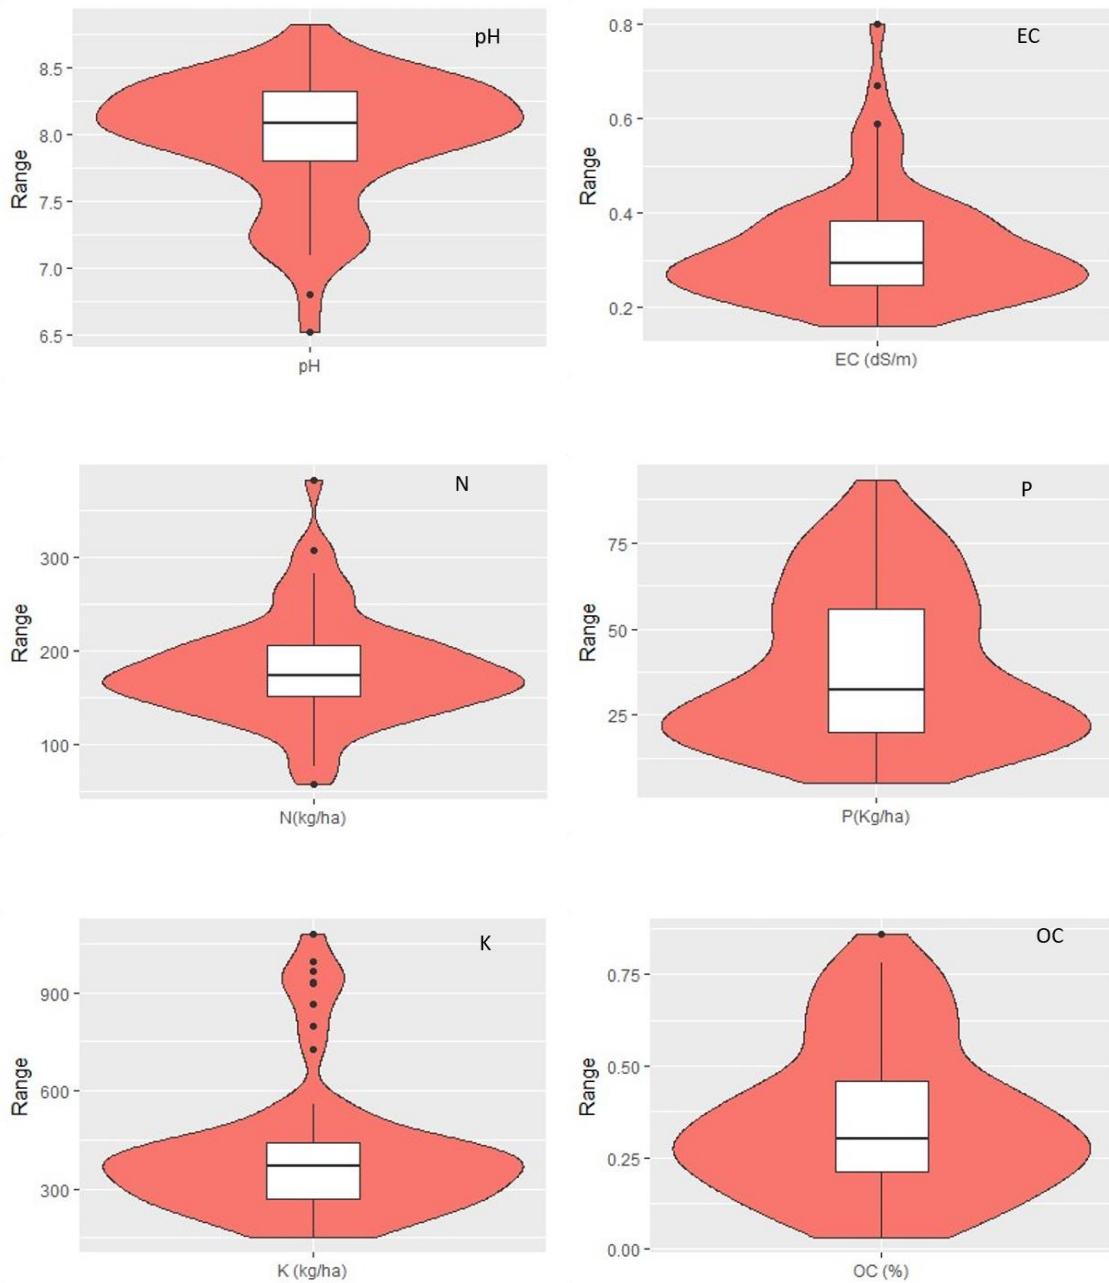 pH
8.5
8.0
7.5
7.0
6.5
Range
pH
EC
0.8
0.6
0.4
0.2
Range
EC (dS/m)
N
300
200
100
Range
N(kg/ha)
P
75
50
25
Range
P(Kg/ha)
K
900
600
300
Range
K (kg/ha)
OC
0.75
0.50
0.25
0.00
Range
OC (%)